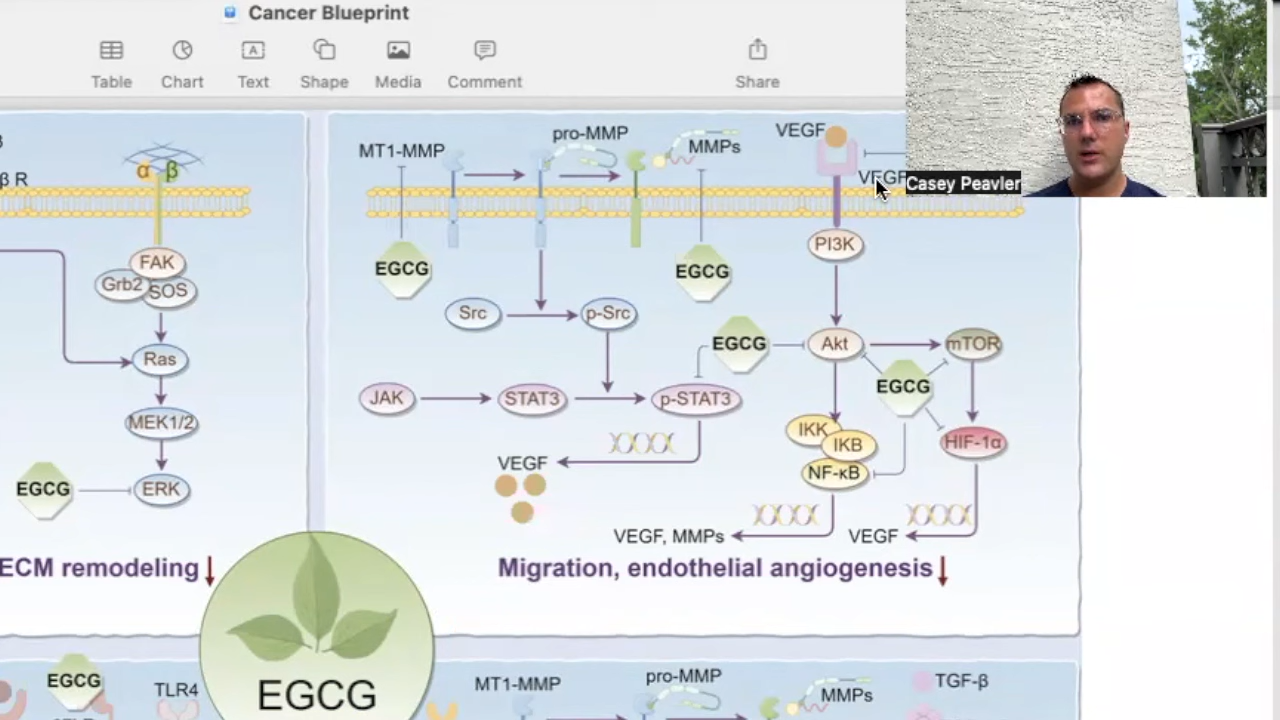 Cancer Blueprint
Table
Chart
Text
Shape
Media
Comment
Share
Casey Peavler
β R
α β
FAK
Grb2
SOS
Ras
MEK1/2
EGCG
ERK
ECM remodeling
MT1-MMP
pro-MMP
MMPs
VEGF
EGCG
EGCG
PI3K
Src
p-Src
EGCG
Akt
mTOR
JAK
STAT3
p-STAT3
EGCG
IKK
IKB
HIF-1α
VEGF
NF-κB
VEGF, MMPs
VEGF
Migration, endothelial angiogenesis
EGCG
EGCG
TLR4
MT1-MMP
pro-MMP
MMPs
TGF-β